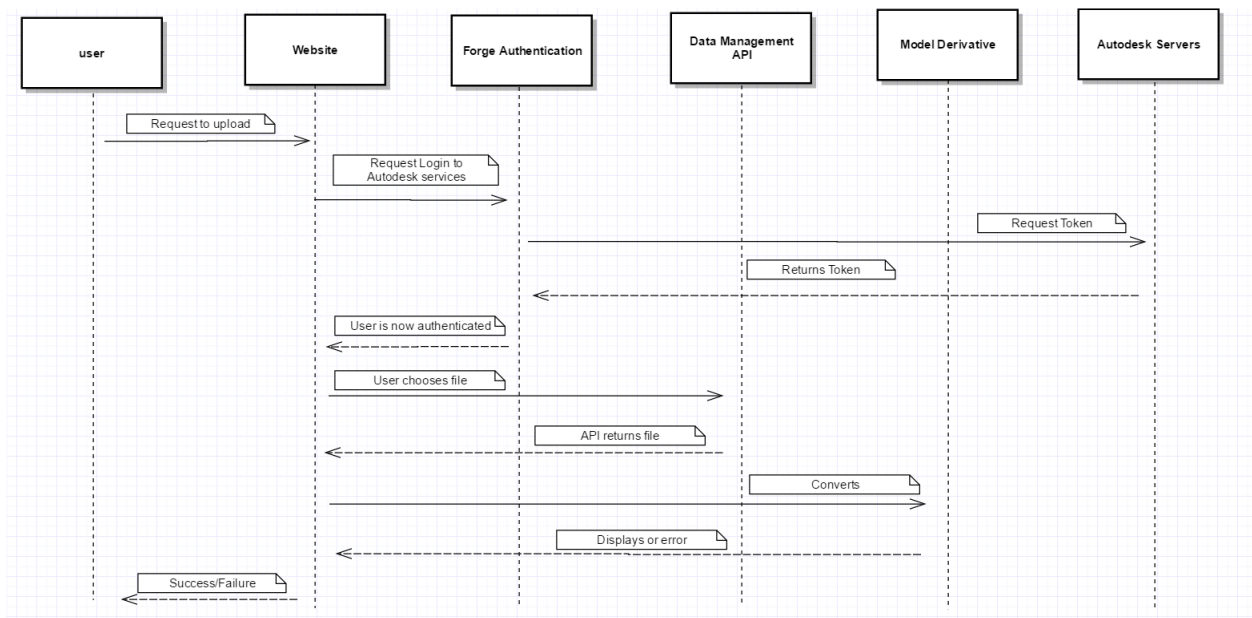 user
Website
Forge Authentication
Data Management
API
Model Derivative
Autodesk Servers
Request to upload
Request Login to
Autodesk services
Request Token
Returns Token
User is now authenticated
User chooses file
API returns file
Converts
Displays or error
Success/Failure